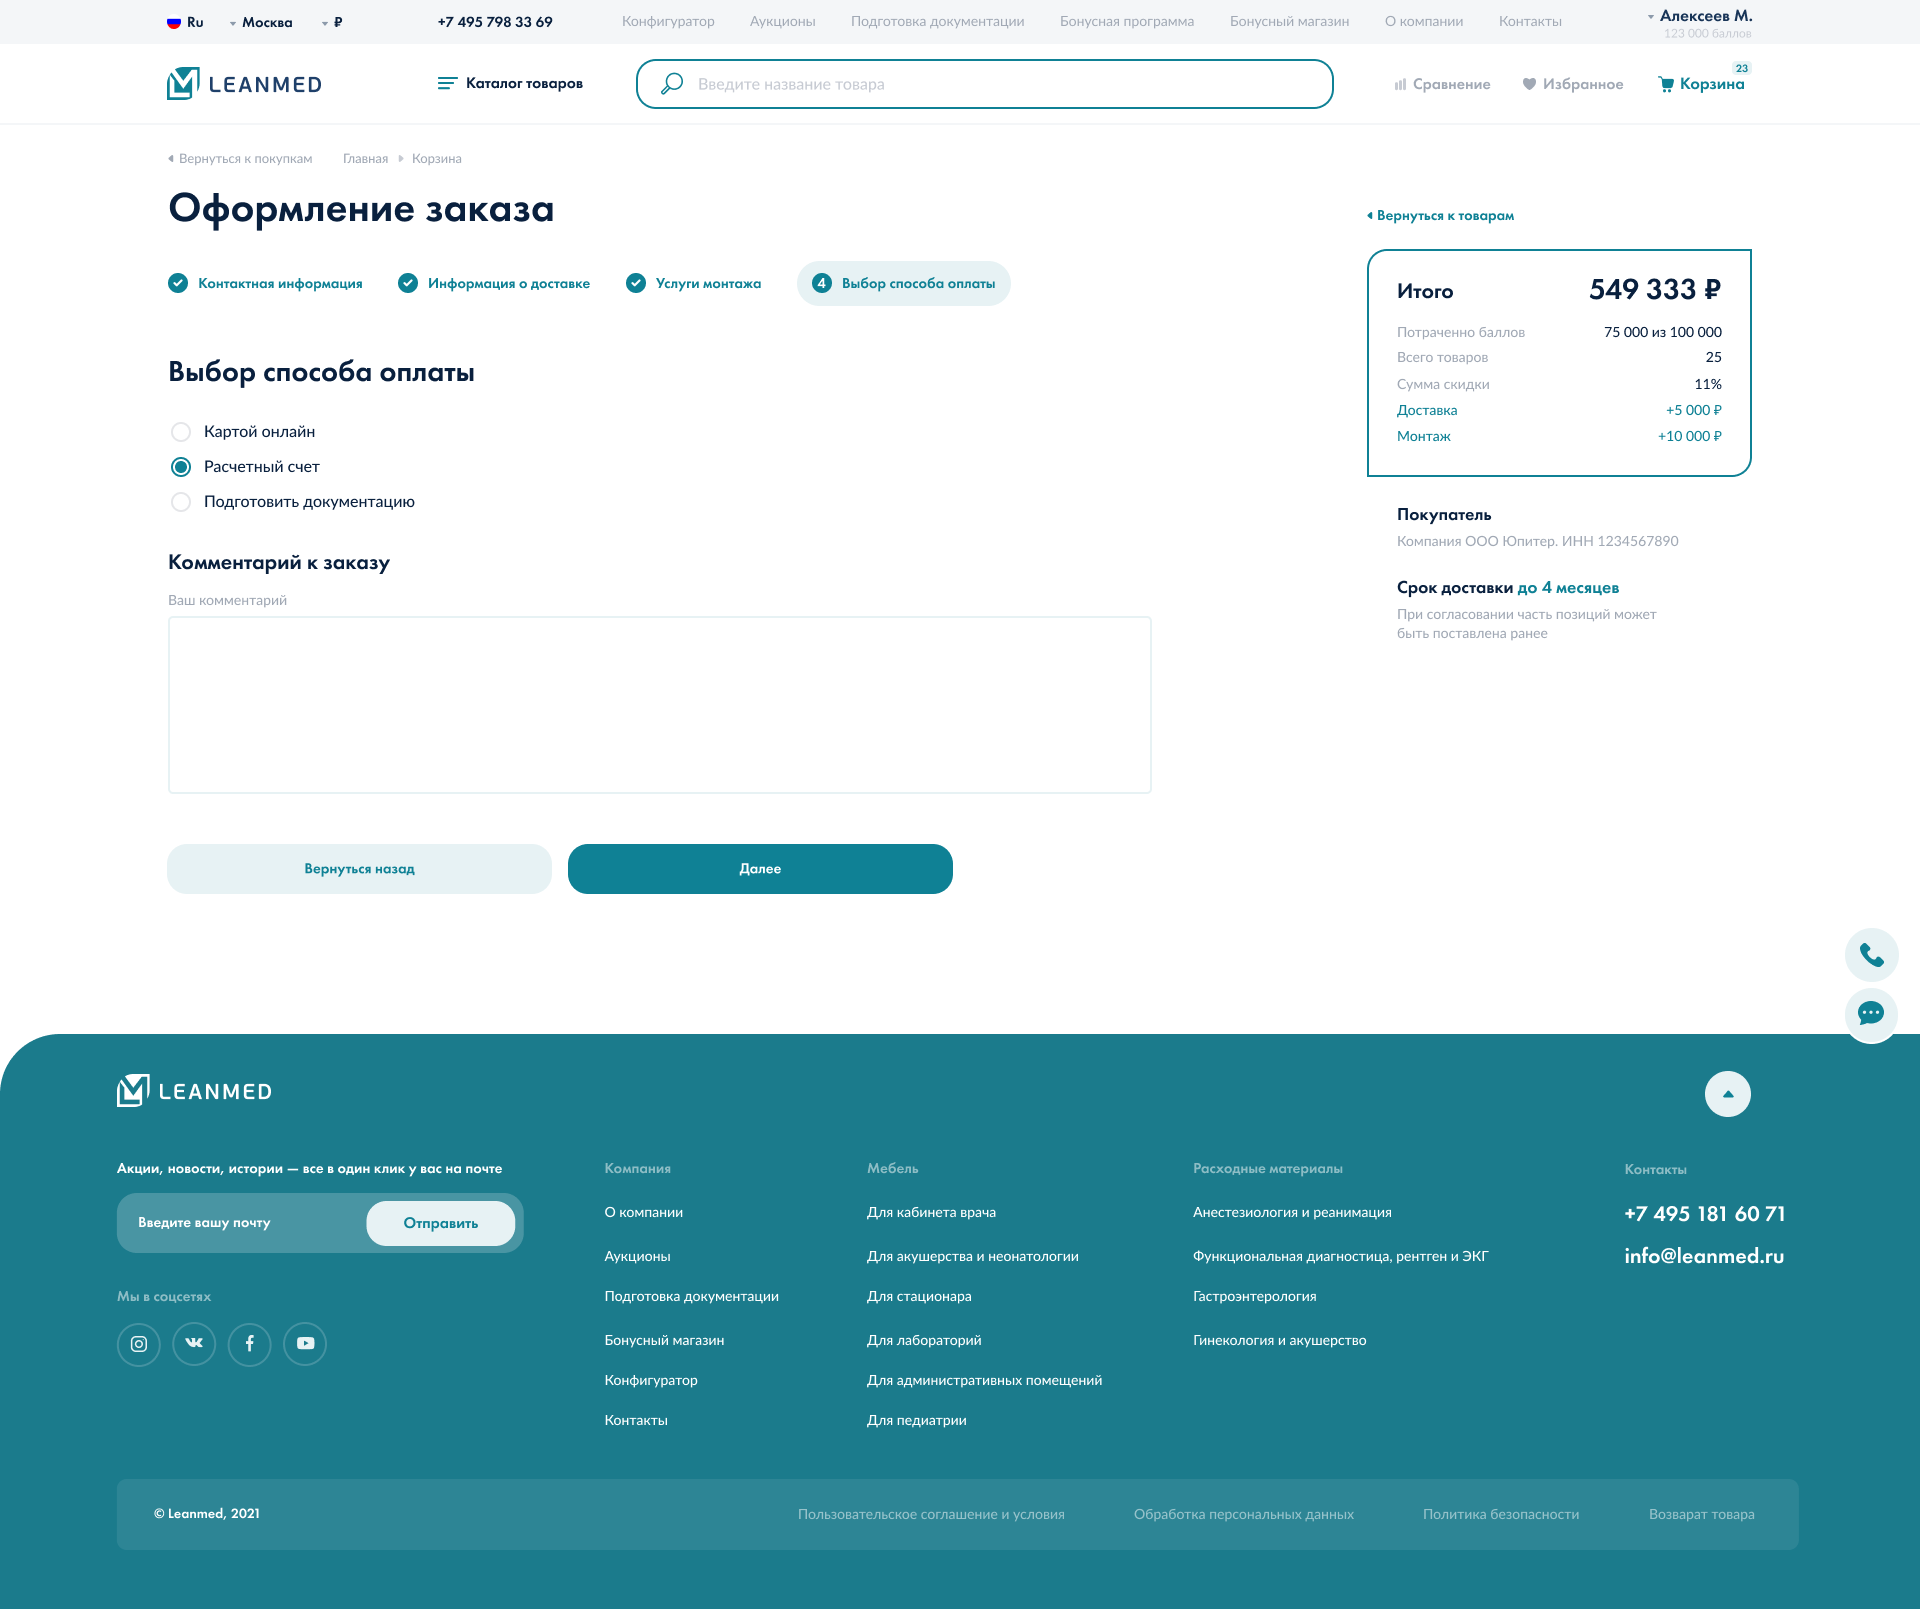 Ru
Москва
₽
+7 495 798 33 69
Конфигуратор
Аукционы
Подготовка документации
Бонусная программа
Бонусный магазин
О компании
Контакты
Алексеев М.
123 000 баллов
LEANMED
Каталог товаров
Введите название товара
Сравнение
Избранное
Корзина
23
Вернуться к покупкам
Главная
Корзина
Оформление заказа
Контактная информация
Информация о доставке
Услуги монтажа
4
Выбор способа оплаты
Выбор способа оплаты
Картой онлайн
Расчетный счет
Подготовить документацию
Комментарий к заказу
Ваш комментарий
Вернуться назад
Далее
Вернуться к товарам
Итого 549 333 ₽
Потраченно баллов 75 000 из 100 000
Всего товаров 25
Сумма скидки 11%
Доставка +5 000 ₽
Монтаж +10 000 ₽
Покупатель
Компания ООО Юпитер. ИНН 1234567890
Срок доставки до 4 месяцев
При согласовании часть позиций может
быть поставлена ранее
LEANMED
Акции, новости, истории — все в один клик у вас на почте
Введите вашу почту
Отправить
Мы в соцсетях
Компания
О компании
Аукционы
Подготовка документации
Бонусный магазин
Конфигуратор
Контакты
Мебель
Для кабинета врача
Для акушерства и неонатологии
Для стационара
Для лабораторий
Для административных помещений
Для педиатрии
Расходные материалы
Анестезиология и реанимация
Функциональная диагностица, рентген и ЭКГ
Гастроэнтерология
Гинекология и акушерство
Контакты
+7 495 181 60 71
info@leanmed.ru
© Leanmed, 2021
Пользовательское соглашение и условия
Обработка персональных данных
Политика безопасности
Возварат товара